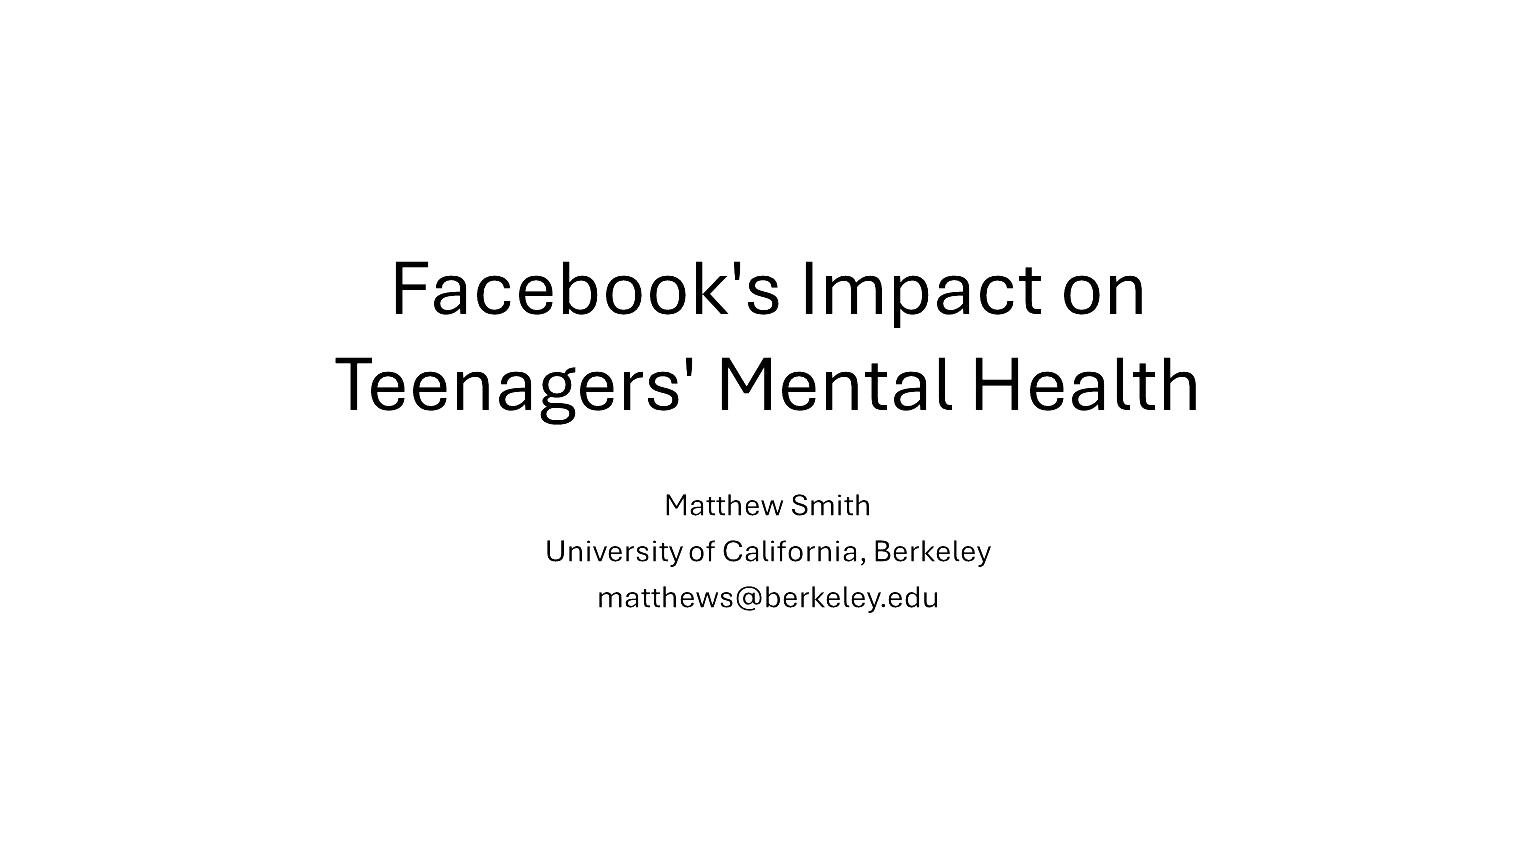 Facebook's Impact on
Teenagers' Mental Health
Matthew Smith
University of California, Berkeley
matthews@berkeley.edu